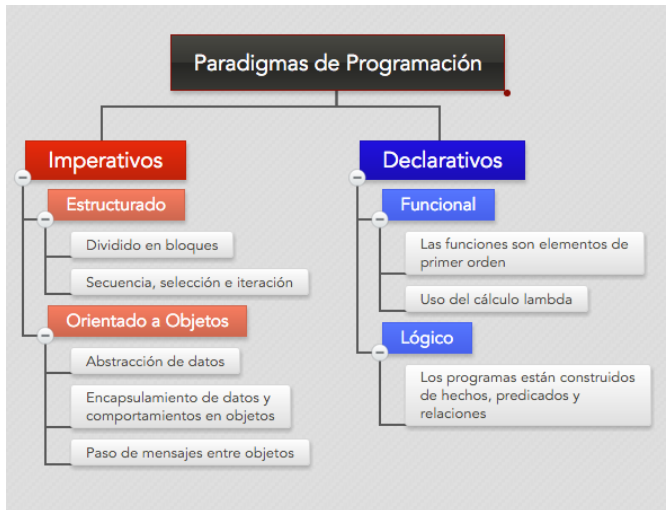 Paradigmas de Programación
Imperativos
Estructurado
Dividido en bloques
Secuencia, selección e iteración
Orientado a Objetos
Abstracción de datos
Encapsulamiento de datos y
comportamientos en objetos
Paso de mensajes entre objetos
Declarativos
Funcional
Las funciones son elementos de
primer orden
Uso del cálculo lambda
Lógico
Los programas están construidos
de hechos, predicados y
relaciones